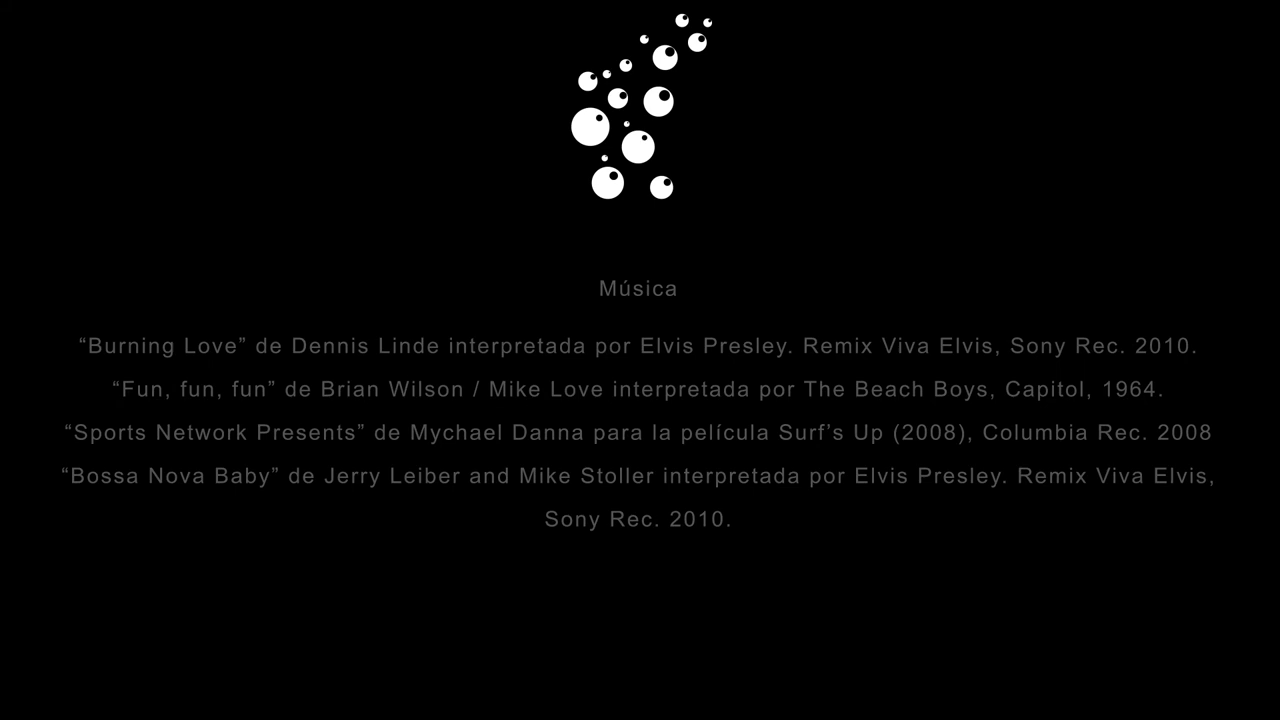 Música
“Burning Love” de Dennis Linde interpretada por Elvis Presley. Remix Viva Elvis, Sony Rec. 2010.
“Fun, fun, fun” de Brian Wilson / Mike Love interpretada por The Beach Boys, Capitol, 1964.
“Sports Network Presents” de Mychael Danna para la película Surf’s Up (2008), Columbia Rec. 2008
“Bossa Nova Baby” de Jerry Leiber and Mike Stoller interpretada por Elvis Presley. Remix Viva Elvis,
Sony Rec. 2010.